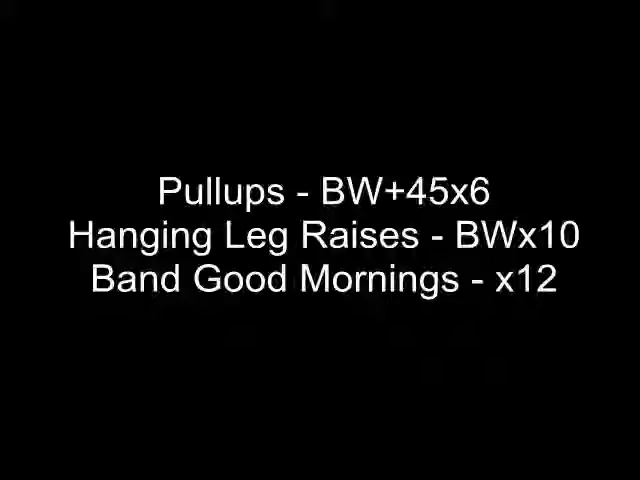 Pullups - BW+45x6
Hanging Leg Raises - BWx10
Band Good Mornings - x12